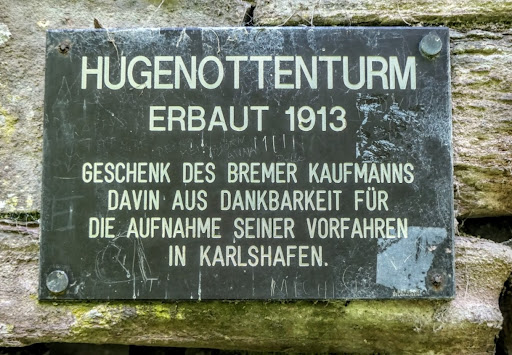 HUGENOTTENTURM
ERBAUT 1913
GESCHENK DES BREMER KAUFMANNS
DAVIN AUS DANKBARKEIT FÜR
DIE AUFNAHME SEINER VORFAHREN
IN KARLSHAFEN.